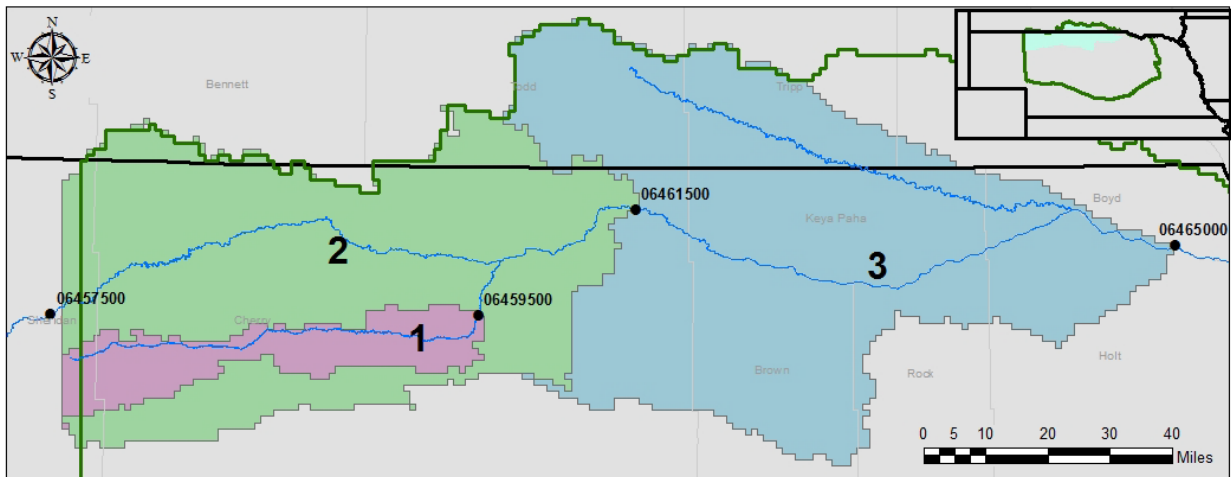 N
W E
S
Bennett
Todd
Tripp
06461500
Keya Paha
Boyd
06465000
2
3
06457500
06459500
Sheridan
Cherry
1
Brown
Rock
Holt
0 5 10 20 30 40
Miles